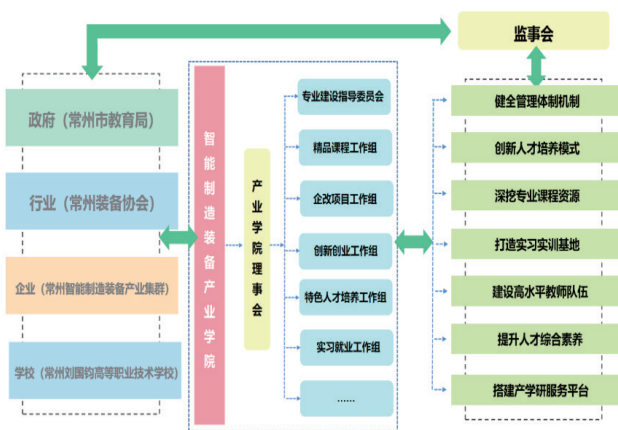 监事会
政府（常州市教育局）
行业（常州装备协会）
企业（常州智能制造装备产业集群）
学校（常州刘国钧高等职业技术学校）
智能制造装备产业学院
产业学院理事会
专业建设指导委员会
精品课程工作组
企改项目工作组
创新创业工作组
特色人才培养工作组
实习就业工作组
......
健全管理体制机制
创新人才培养模式
深挖专业课程资源
打造实习实训基地
建设高水平教师队伍
提升人才综合素养
搭建产学研服务平台